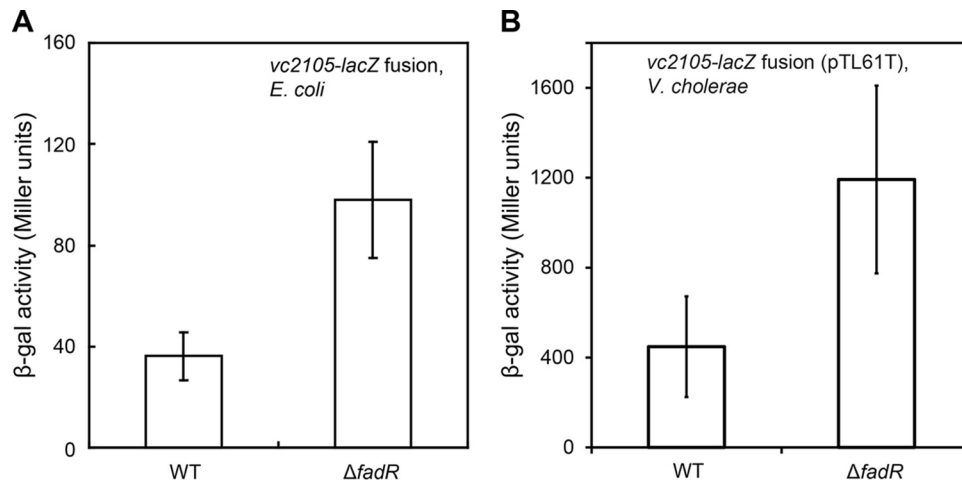 A
160
120
80
40
0
β-gal activity (Miller units)
vc2105-lacZ fusion,
E. coli
WT
ΔfadR
B
1600
1200
800
400
0
β-gal activity (Miller units)
vc2105-lacZ fusion (pTL61T),
V. cholerae
WT
ΔfadR